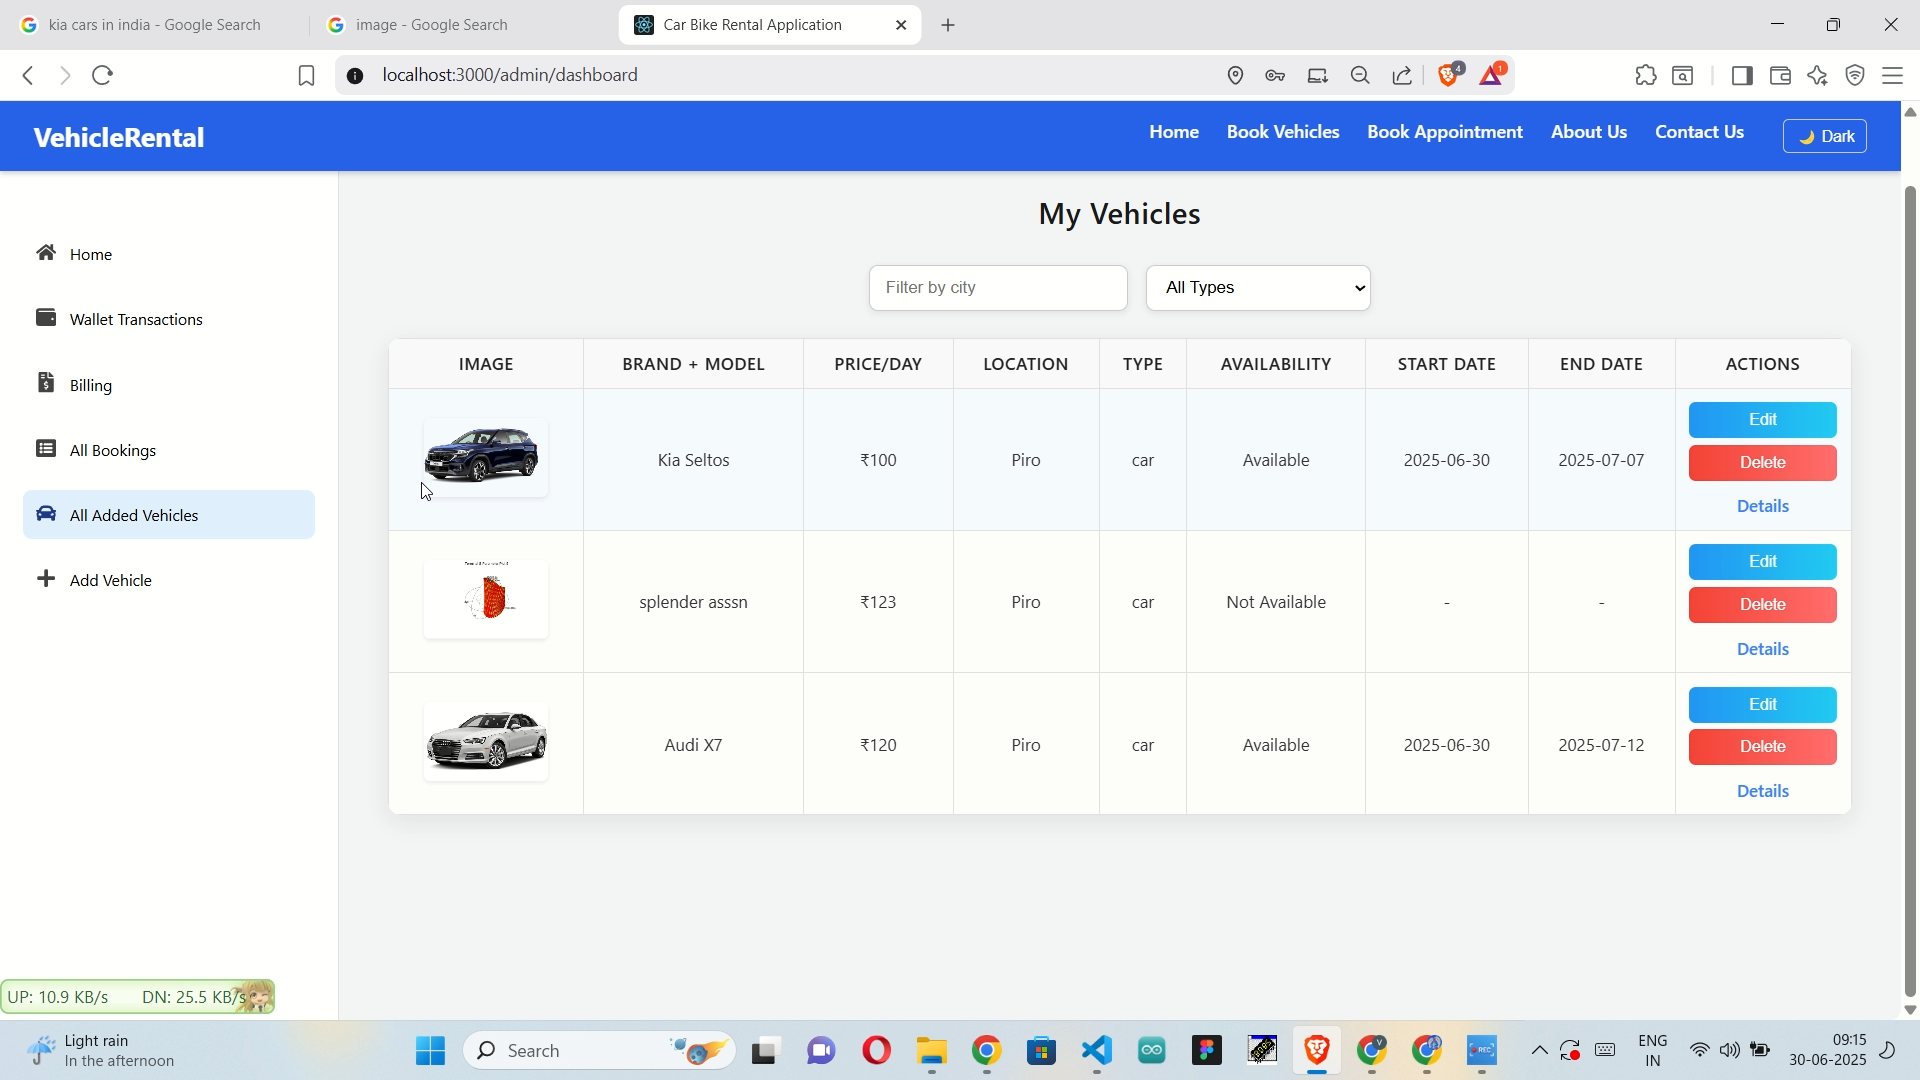 kia cars in india - Google Search
image - Google Search
Car Bike Rental Application
localhost:3000/admin/dashboard
4
1
VehicleRental
Home
Book Vehicles
Book Appointment
About Us
Contact Us
🌙 Dark
Home
Wallet Transactions
Billing
All Bookings
All Added Vehicles
Add Vehicle
My Vehicles
Filter by city
All Types
IMAGE BRAND + MODEL PRICE/DAY LOCATION TYPE AVAILABILITY START DATE END DATE ACTIONS
Kia Seltos ₹100 Piro car Available 2025-06-30 2025-07-07
Edit
Delete
Details
splender asssn ₹123 Piro car Not Available - -
Edit
Delete
Details
Audi X7 ₹120 Piro car Available 2025-06-30 2025-07-12
Edit
Delete
Details
UP: 10.9 KB/s DN: 25.5 KB/s
Light rain
In the afternoon
Search
V
REC
ENG
IN
09:15
30-06-2025